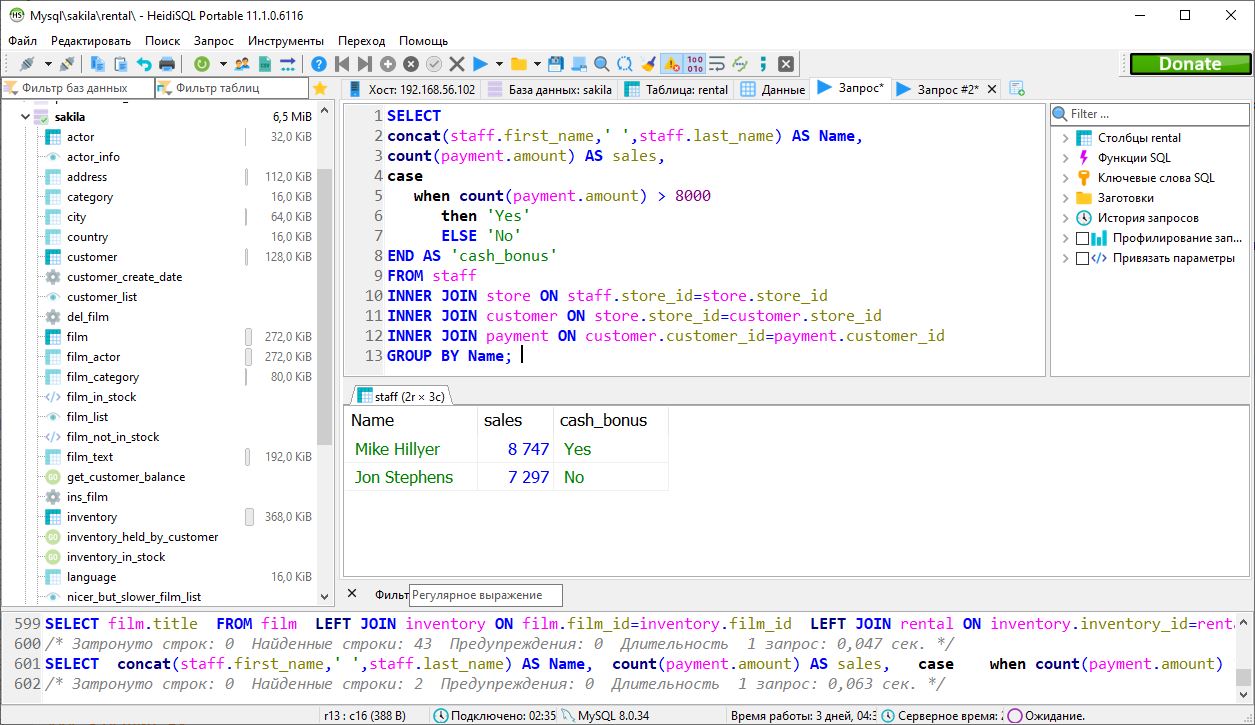 Mysql\sakila\rental\ - HeidiSQL Portable 11.1.0.6116
Файл Редактировать Поиск Запрос Инструменты Переход Помощь
Donate
Фильтр баз данных Фильтр таблиц
Хост: 192.168.56.102 База данных: sakila Таблица: rental Данные Запрос* Запрос #2*
sakila 6,5 MiB
actor 32,0 KiB
actor_info
address 112,0 KiB
category 16,0 KiB
city 64,0 KiB
country 16,0 KiB
customer 128,0 KiB
customer_create_date
customer_list
del_film
film 272,0 KiB
film_actor 272,0 KiB
film_category 80,0 KiB
film_in_stock
film_list
film_not_in_stock
film_text 192,0 KiB
get_customer_balance
ins_film
inventory 368,0 KiB
inventory_held_by_customer
inventory_in_stock
language 16,0 KiB
nicer_but_slower_film_list
1 SELECT
2 concat(staff.first_name,' ',staff.last_name) AS Name,
3 count(payment.amount) AS sales,
4 case
5 when count(payment.amount) > 8000
6 then 'Yes'
7 ELSE 'No'
8 END AS 'cash_bonus'
9 FROM staff
10 INNER JOIN store ON staff.store_id=store.store_id
11 INNER JOIN customer ON store.store_id=customer.store_id
12 INNER JOIN payment ON customer.customer_id=payment.customer_id
13 GROUP BY Name;
Filter ...
Столбцы rental
Функции SQL
Ключевые слова SQL
Заготовки
История запросов
Профилирование зап...
Привязать параметры
staff (2r × 3c)
Name sales cash_bonus
Mike Hillyer 8 747 Yes
Jon Stephens 7 297 No
Фильт Регулярное выражение
599 SELECT film.title FROM film LEFT JOIN inventory ON film.film_id=inventory.film_id LEFT JOIN rental ON inventory.inventory_id=renta
600 /* Затронуто строк: 0 Найденные строки: 43 Предупреждения: 0 Длительность 1 запрос: 0,047 сек. */
601 SELECT concat(staff.first_name,' ',staff.last_name) AS Name, count(payment.amount) AS sales, case when count(payment.amount)
602 /* Затронуто строк: 0 Найденные строки: 2 Предупреждения: 0 Длительность 1 запрос: 0,063 сек. */
r13 : c16 (388 B) Подключено: 02:35 MySQL 8.0.34 Время работы: 3 дней, 04:3 Серверное время: Ожидание.